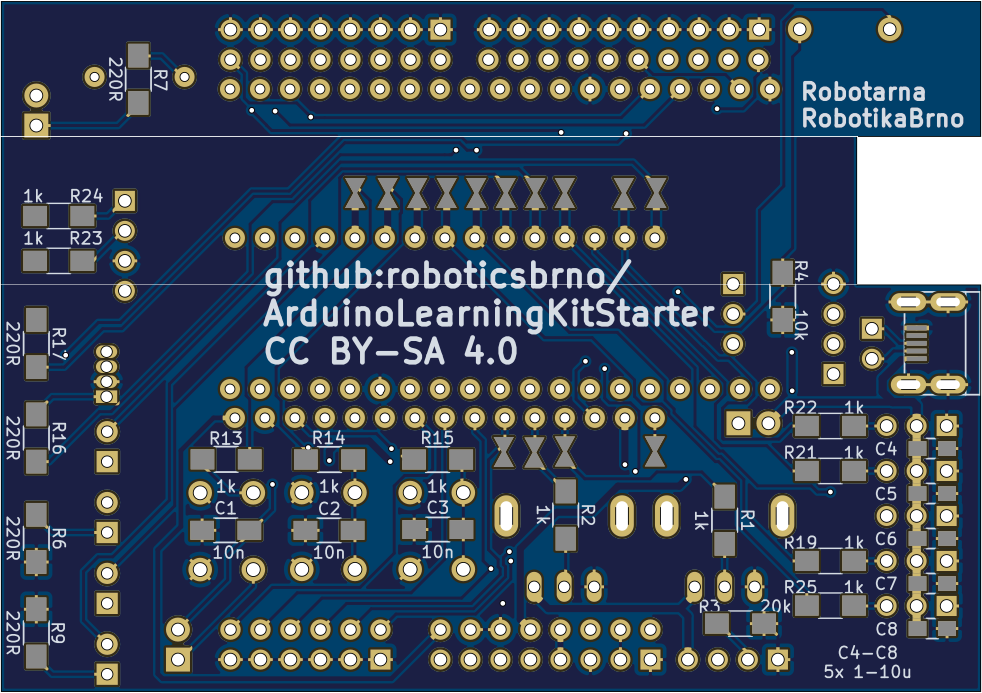 220R
R7
Robotarna
RobotikaBrno
1k R24
1k R23
github:roboticsbrno/
ArduinoLearningKitStarter
CC BY-SA 4.0
R4
10k
R17
220R
R16
220R
R22 1k
C4
R13
R14
R15
R21 1k
1k
1k
1k
C5
C1
C2
C3
R2
1k
R1
1k
C6
10n
10n
10n
R6
220R
R19 1k
C7
R25 1k
R3 20k
C8
R9
220R
C4-C8
5x 1-10u